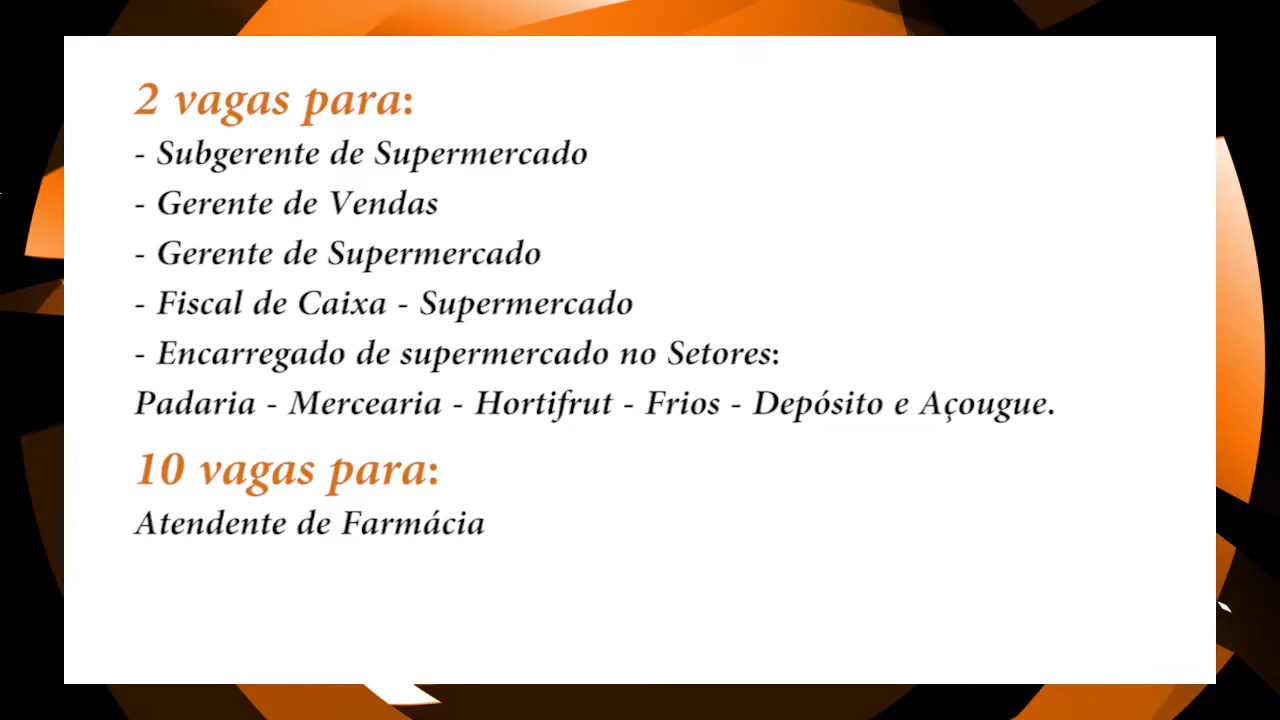 2 vagas para:
- Subgerente de Supermercado
- Gerente de Vendas
- Gerente de Supermercado
- Fiscal de Caixa - Supermercado
- Encarregado de supermercado no Setores:
Padaria - Mercearia - Hortifrut - Frios - Depósito e Açougue.
10 vagas para:
Atendente de Farmácia